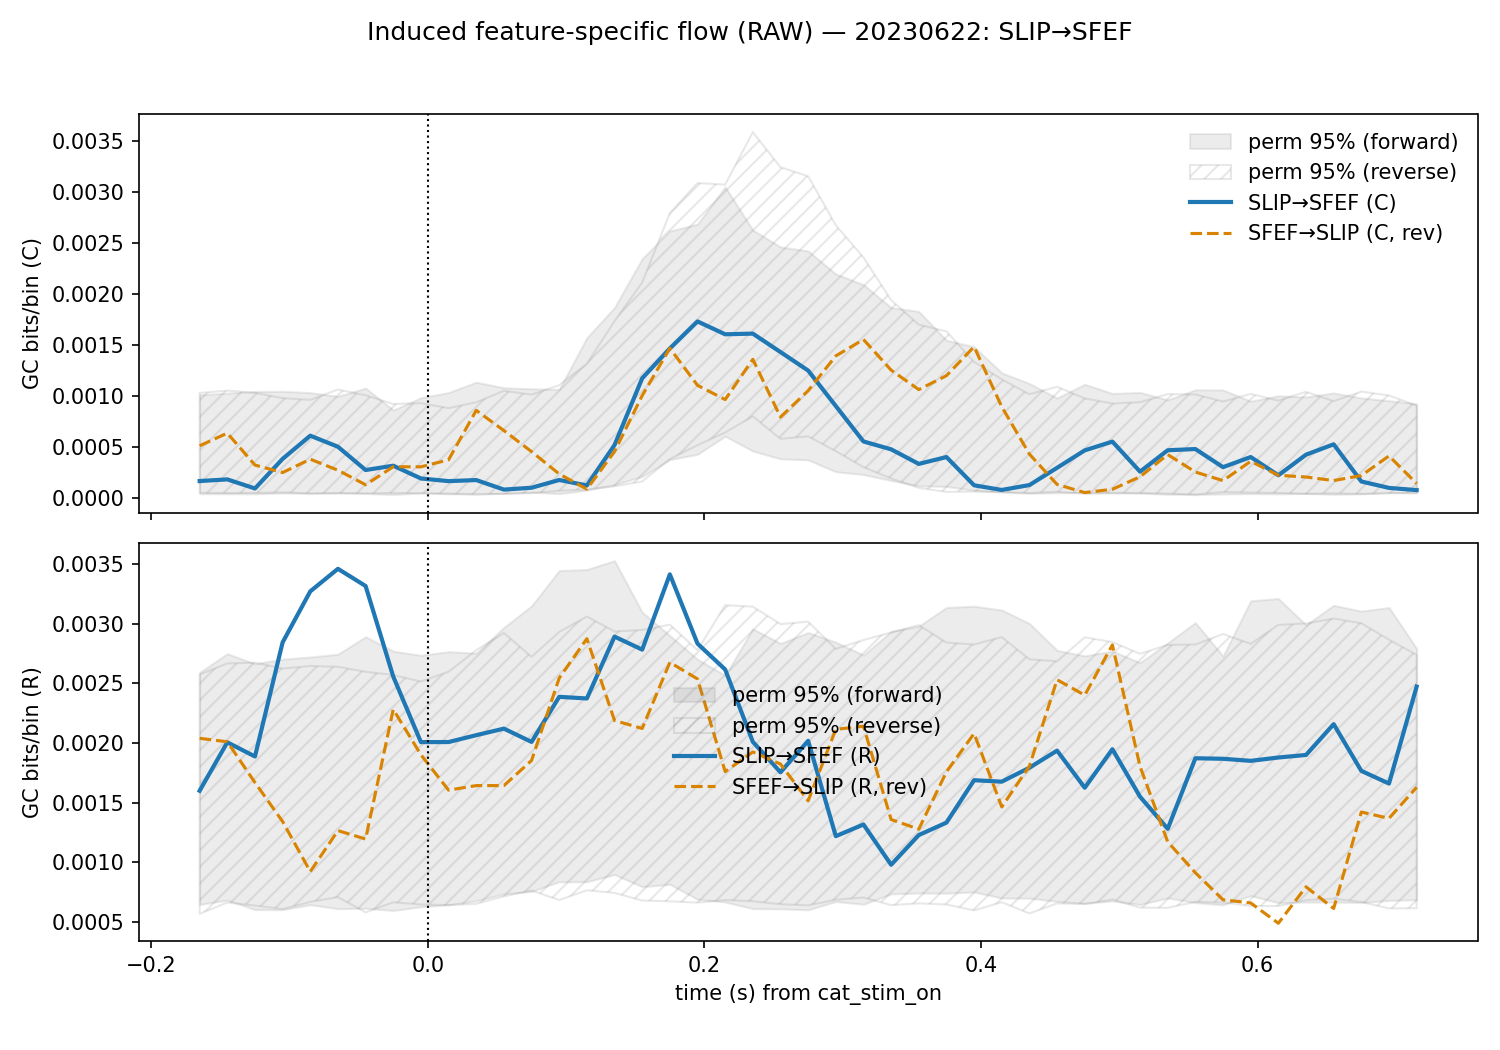 Induced feature-specific flow (RAW) — 20230622: SLIP→SFEF
GC bits/bin (C)
0.0035
0.0030
0.0025
0.0020
0.0015
0.0010
0.0005
0.0000
perm 95% (forward)
perm 95% (reverse)
SLIP→SFEF (C)
SFEF→SLIP (C, rev)
GC bits/bin (R)
0.0035
0.0030
0.0025
0.0020
0.0015
0.0010
0.0005
perm 95% (forward)
perm 95% (reverse)
SLIP→SFEF (R)
SFEF→SLIP (R, rev)
−0.2 0.0 0.2 0.4 0.6
time (s) from cat_stim_on